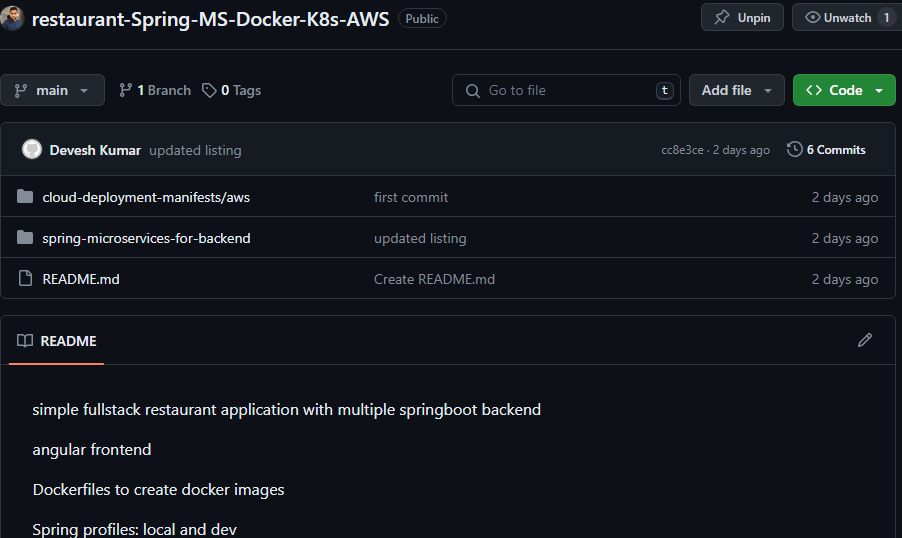 restaurant-Spring-MS-Docker-K8s-AWS Public Unpin Unwatch 1
main 1 Branch 0 Tags Go to file t Add file Code
Devesh Kumar updated listing cc8e3ce · 2 days ago 6 Commits
cloud-deployment-manifests/aws first commit 2 days ago
spring-microservices-for-backend updated listing 2 days ago
README.md Create README.md 2 days ago
README
simple fullstack restaurant application with multiple springboot backend
angular frontend
Dockerfiles to create docker images
Spring profiles: local and dev